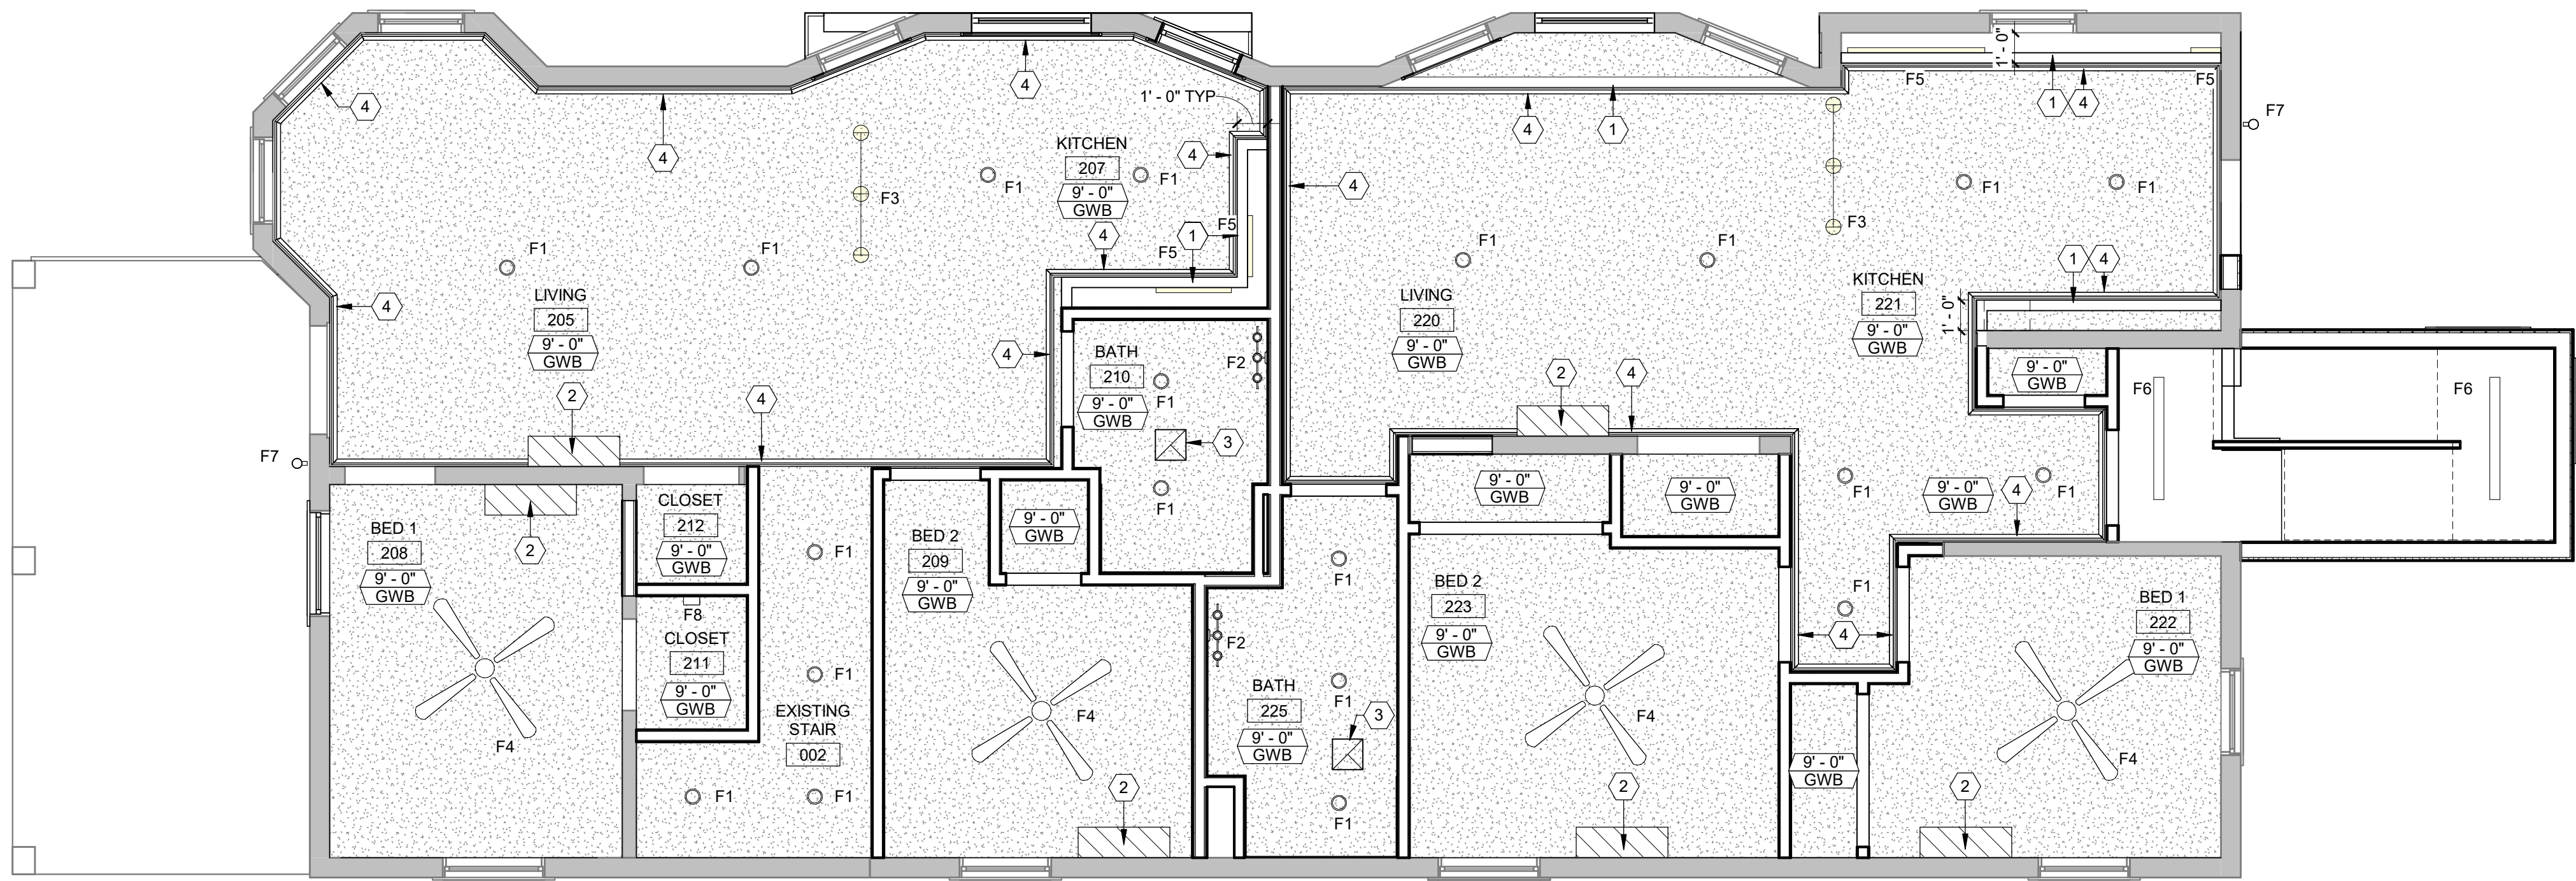 1' - 0"
F5
F5
1
4
F7
4
4
4
1' - 0" TYP
4
1
KITCHEN
207
9' - 0"
GWB
4
F1
F1
F3
F5
F5
4
1
4
F1
F1
F3
F1
F1
F1
F1
LIVING
205
9' - 0"
GWB
4
4
2
4
BATH
210
9' - 0"
GWB
F1
F2
3
F1
LIVING
220
9' - 0"
GWB
2
4
KITCHEN
221
9' - 0"
GWB
1
4
1' - 0"
9' - 0"
GWB
F6
F6
F7
BED 1
208
9' - 0"
GWB
2
F4
CLOSET
212
9' - 0"
GWB
F8
CLOSET
211
9' - 0"
GWB
F1
F1
EXISTING
STAIR
002
F1
F1
BED 2
209
9' - 0"
GWB
9' - 0"
GWB
F4
2
F2
F1
F1
BATH
225
9' - 0"
GWB
3
F1
9' - 0"
GWB
9' - 0"
GWB
BED 2
223
9' - 0"
GWB
F4
2
F1
9' - 0"
GWB
4
F1
F1
4
BED 1
222
9' - 0"
GWB
9' - 0"
GWB
F4
2